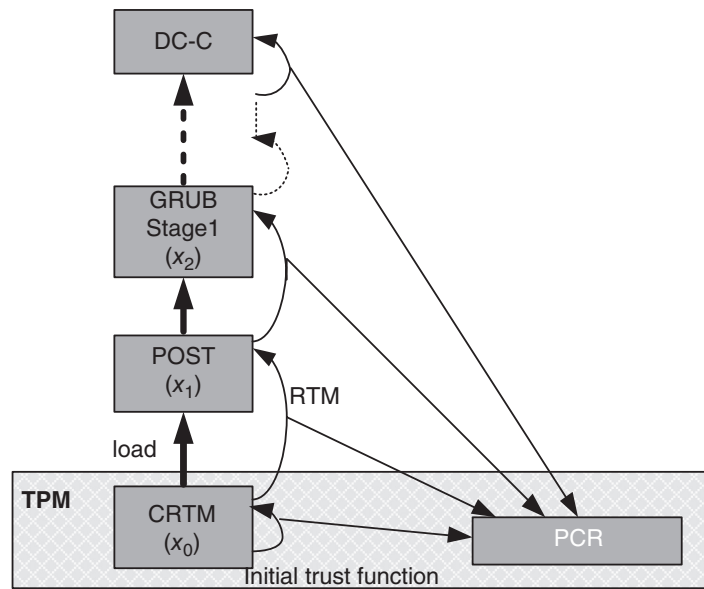 DC-C
GRUB
Stage1
(x₂)
POST
(x₁)
RTM
load
TPM
CRTM
(x₀)
PCR
Initial trust function